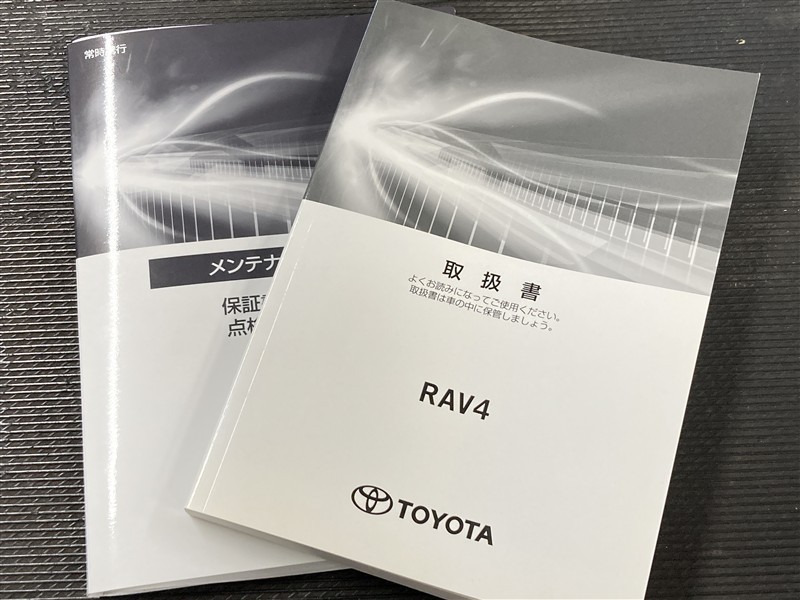 常時携行
メンテナ
保証
点検
取扱書
よくお読みになってご使用ください。
取扱書は車の中に保管しましょう。
RAV4
TOYOTA